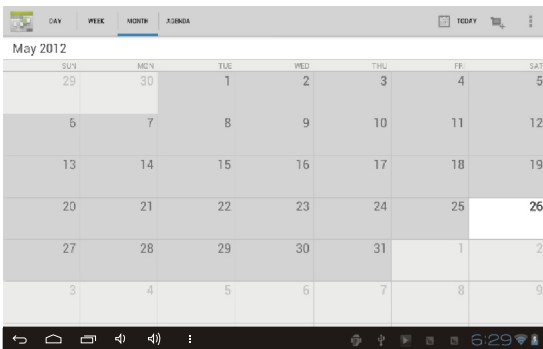 DAY WEEK MONTH AGENDA TODAY
May 2012
SUN MON TUE WED THU FRI SAT
29 30 1 2 3 4 5
6 7 8 9 10 11 12
13 14 15 16 17 18 19
20 21 22 23 24 25 26
27 28 29 30 31 1 2
3 4 5 6 7 8 9
6:29